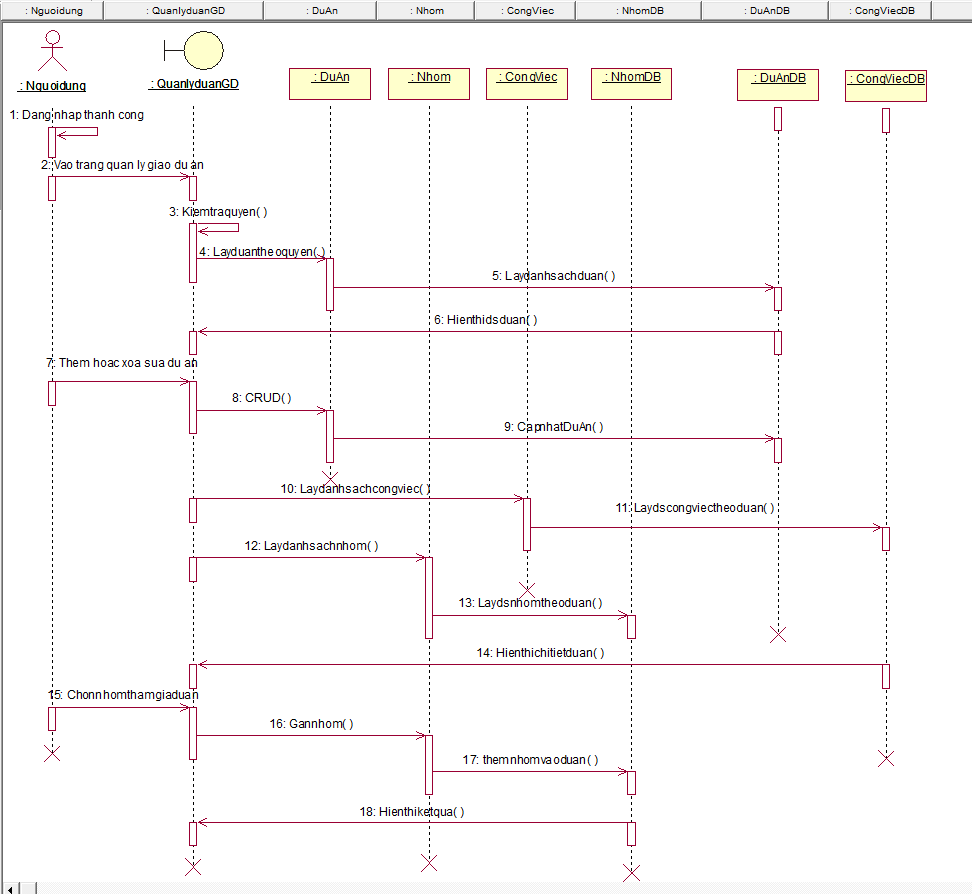 : Nguoidung
: QuanlyduanGD
: DuAn
: Nhom
: CongViec
: NhomDB
: DuAnDB
: CongViecDB
: Nguoidung
: QuanlyduanGD
: DuAn
: Nhom
: CongViec
: NhomDB
: DuAnDB
: CongViecDB
1: Dang nhap thanh cong
2: Vao trang quan ly giao du an
3: Kiemtraquyen( )
4: Layduantheoquyen( )
5: Laydanhsachduan( )
6: Hienthidsduan( )
7: Them hoac xoa sua du an
8: CRUD( )
9: CapnhatDuAn( )
10: Laydanhsachcongviec( )
11: Laydscongviectheoduan( )
12: Laydanhsachnhom( )
13: Laydsnhomtheoduan( )
14: Hienthichitietduan( )
15: Chonnhomthamgiaduan
16: Gannhom( )
17: themnhomvaoduan( )
18: Hienthiketqua( )